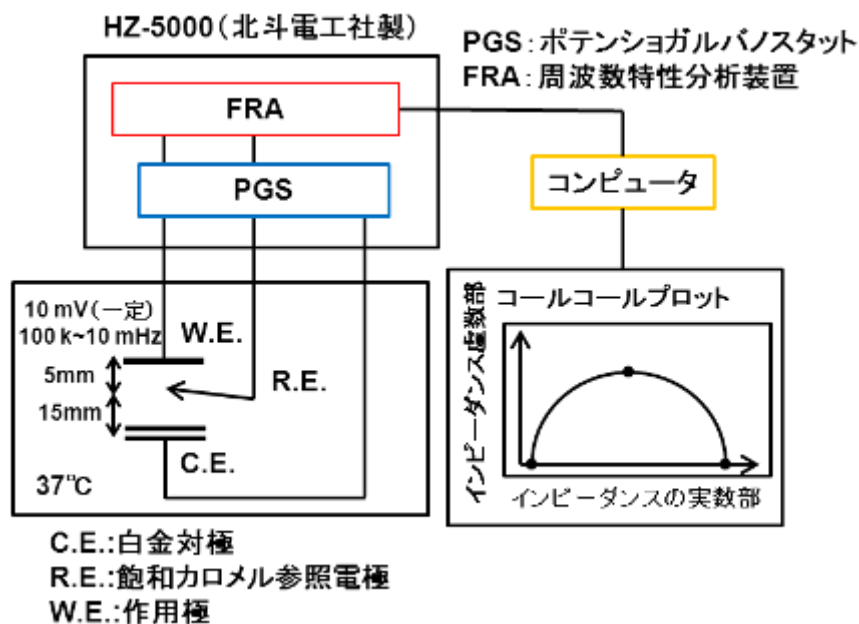 HZ-5000(北斗電工社製)
PGS:ポテンショガルバノスタット
FRA:周波数特性分析装置
FRA
PGS
コンピュータ
10 mV(一定)
100 k~10 mHz
W.E.
5mm
R.E.
15mm
C.E.
37℃
コールコールプロット
インピーダンス虚数部
インピーダンスの実数部
C.E.:白金対極
R.E.:飽和カロメル参照電極
W.E.:作用極